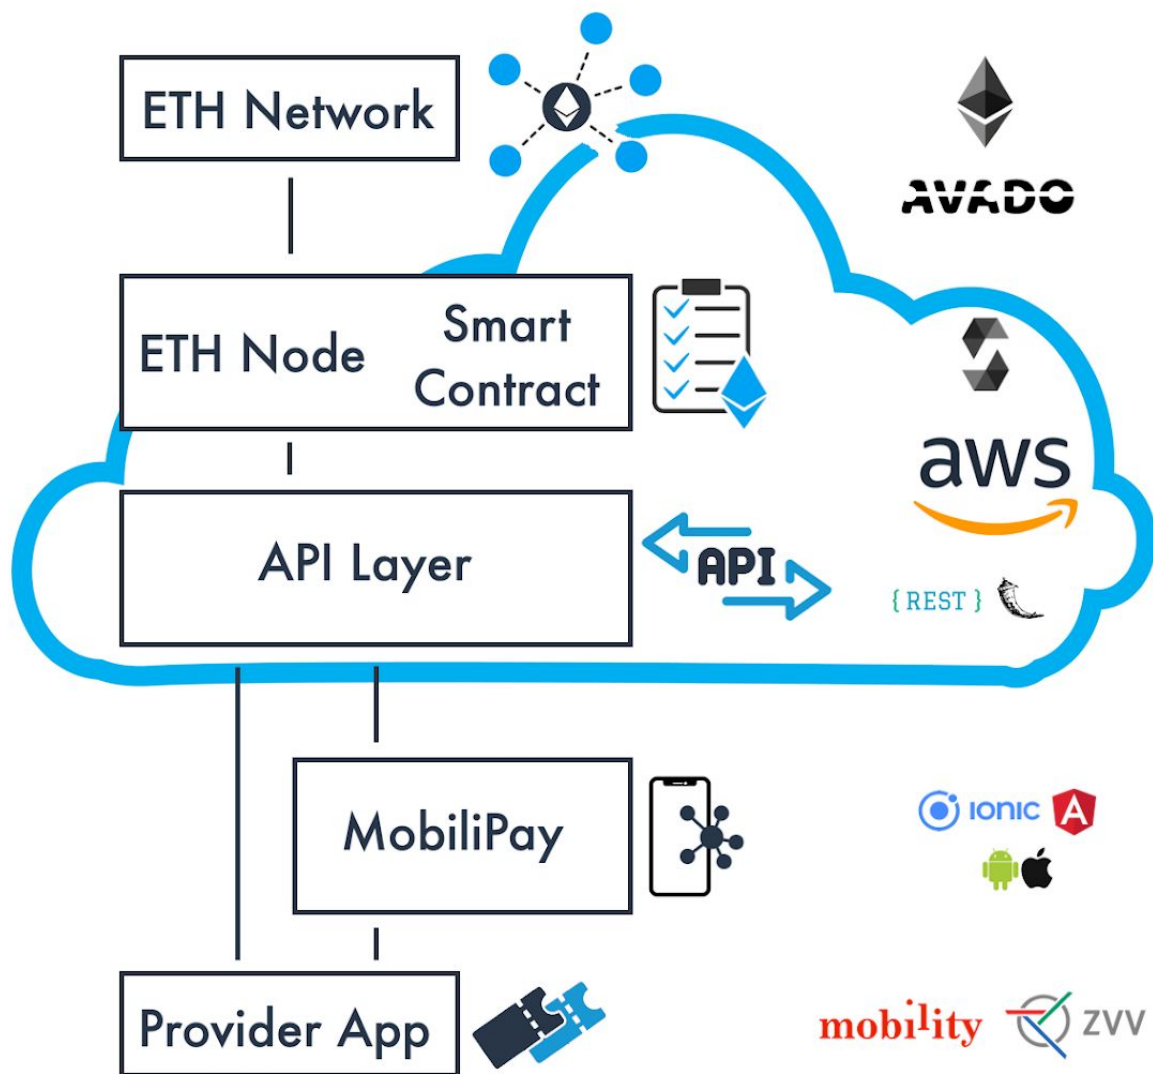 ETH Network
AVADO
ETH Node
Smart
Contract
aws
API Layer
API
{ REST }
MobiliPay
IONIC
A
Provider App
mobility
ZVV